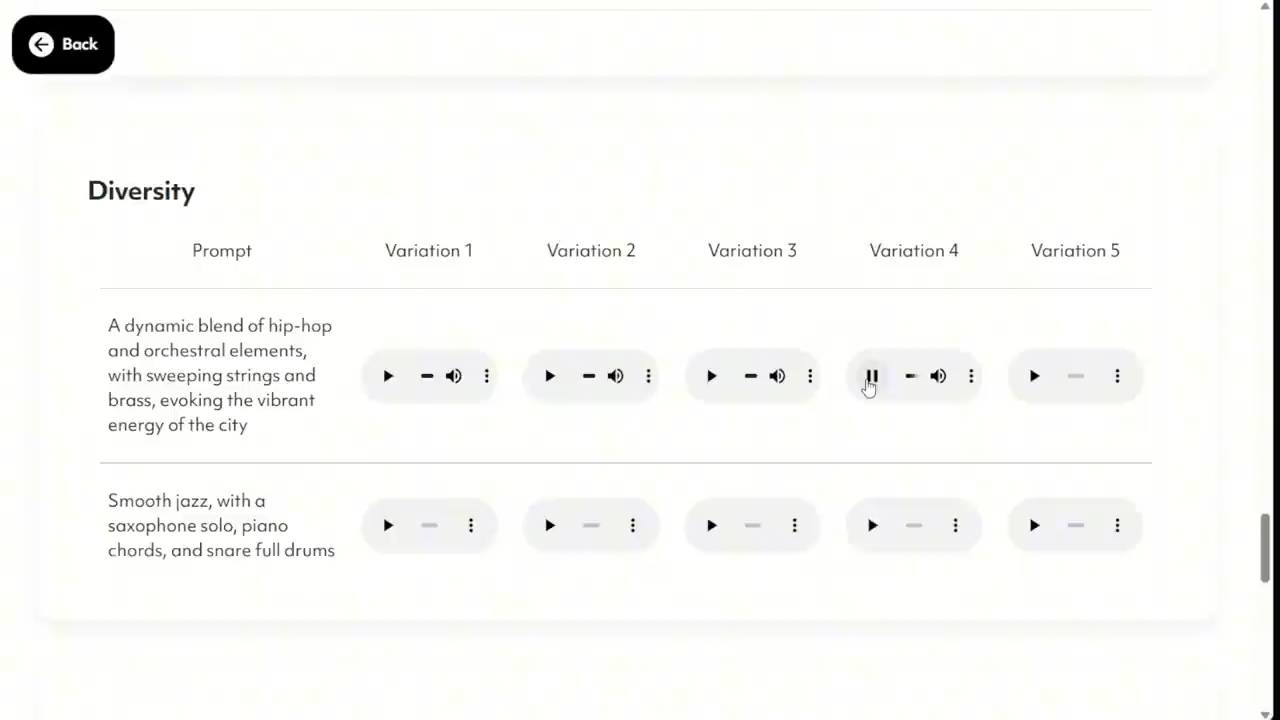 Back
Diversity
Prompt Variation 1 Variation 2 Variation 3 Variation 4 Variation 5
A dynamic blend of hip-hop
and orchestral elements,
with sweeping strings and
brass, evoking the vibrant
energy of the city
Smooth jazz, with a
saxophone solo, piano
chords, and snare full drums